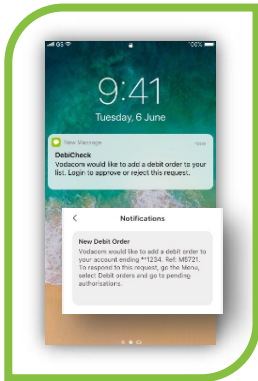 GS
100%
9:41
Tuesday, 6 June
New Message now
DebiCheck
Vodacom would like to add a debit order to your
list. Login to approve or reject this request.
Notifications
New Debit Order
Vodacom would like to add a debit order to
your account ending **1234. Ref: M5721.
To respond to this request, go the Menu,
select Debit orders and go to pending
authorisations.